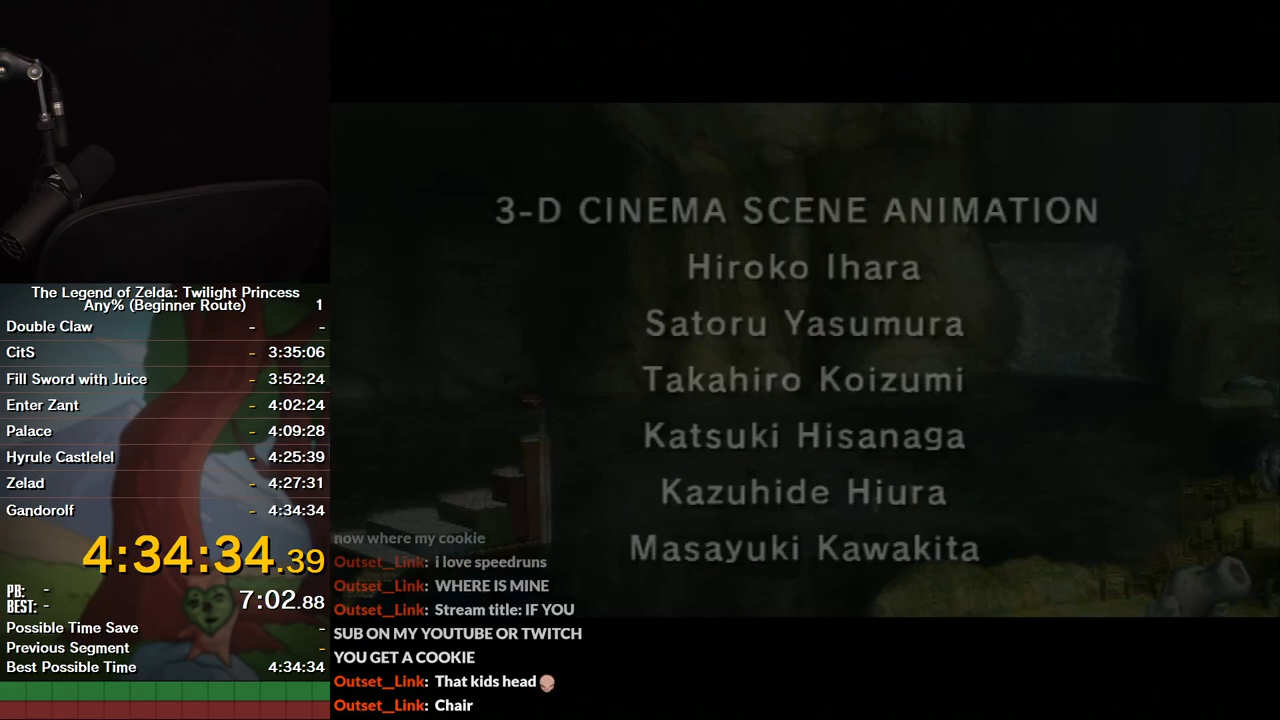 The Legend of Zelda: Twilight Princess
Any% (Beginner Route) 1
Double Claw - -
CitS - 3:35:06
Fill Sword with Juice - 3:52:24
Enter Zant - 4:02:24
Palace - 4:09:28
Hyrule Castlelel - 4:25:39
Zelad - 4:27:31
Gandorolf - 4:34:34
4:34:34.39
PB: -
BEST: -
7:02.88
Possible Time Save -
Previous Segment -
Best Possible Time 4:34:34
3-D CINEMA SCENE ANIMATION
Hiroko Ihara
Satoru Yasumura
Takahiro Koizumi
Katsuki Hisanaga
Kazuhide Hiura
Masayuki Kawakita
now where my cookie
Outset__Link: i love speedruns
Outset__Link: WHERE IS MINE
Outset__Link: Stream title: IF YOU
SUB ON MY YOUTUBE OR TWITCH
YOU GET A COOKIE
Outset__Link: That kids head
Outset__Link: Chair